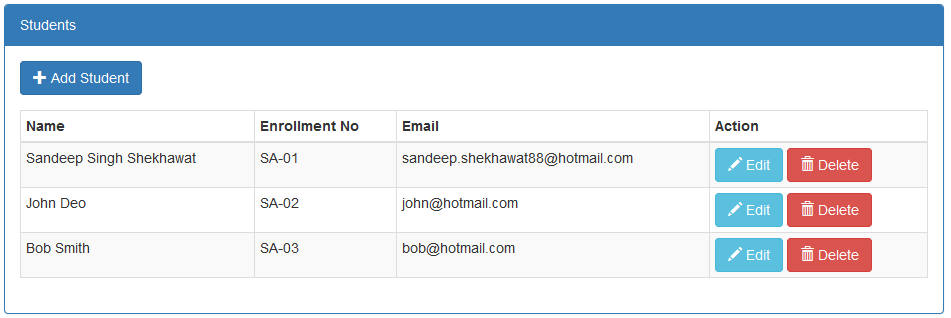 Students
Add Student
Name Enrollment No Email Action
Sandeep Singh Shekhawat SA-01 sandeep.shekhawat88@hotmail.com Edit Delete
John Deo SA-02 john@hotmail.com Edit Delete
Bob Smith SA-03 bob@hotmail.com Edit Delete